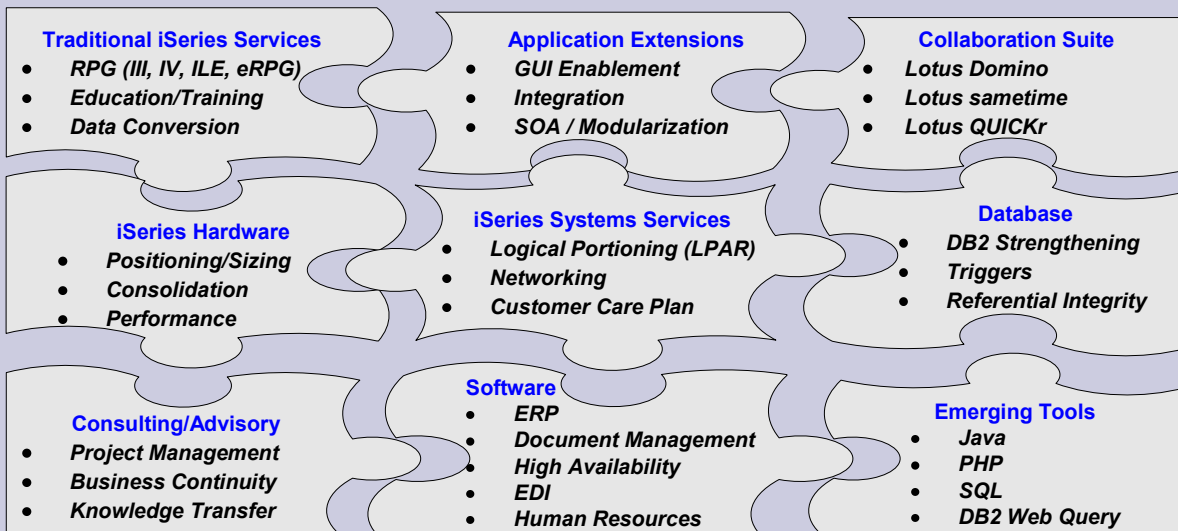 Traditional iSeries Services
• RPG (III, IV, ILE, eRPG)
• Education/Training
• Data Conversion
Application Extensions
• GUI Enablement
• Integration
• SOA / Modularization
Collaboration Suite
• Lotus Domino
• Lotus sametime
• Lotus QUICKr
iSeries Hardware
• Positioning/Sizing
• Consolidation
• Performance
iSeries Systems Services
• Logical Portioning (LPAR)
• Networking
• Customer Care Plan
Database
• DB2 Strengthening
• Triggers
• Referential Integrity
Consulting/Advisory
• Project Management
• Business Continuity
• Knowledge Transfer
Software
• ERP
• Document Management
• High Availability
• EDI
• Human Resources
Emerging Tools
• Java
• PHP
• SQL
• DB2 Web Query